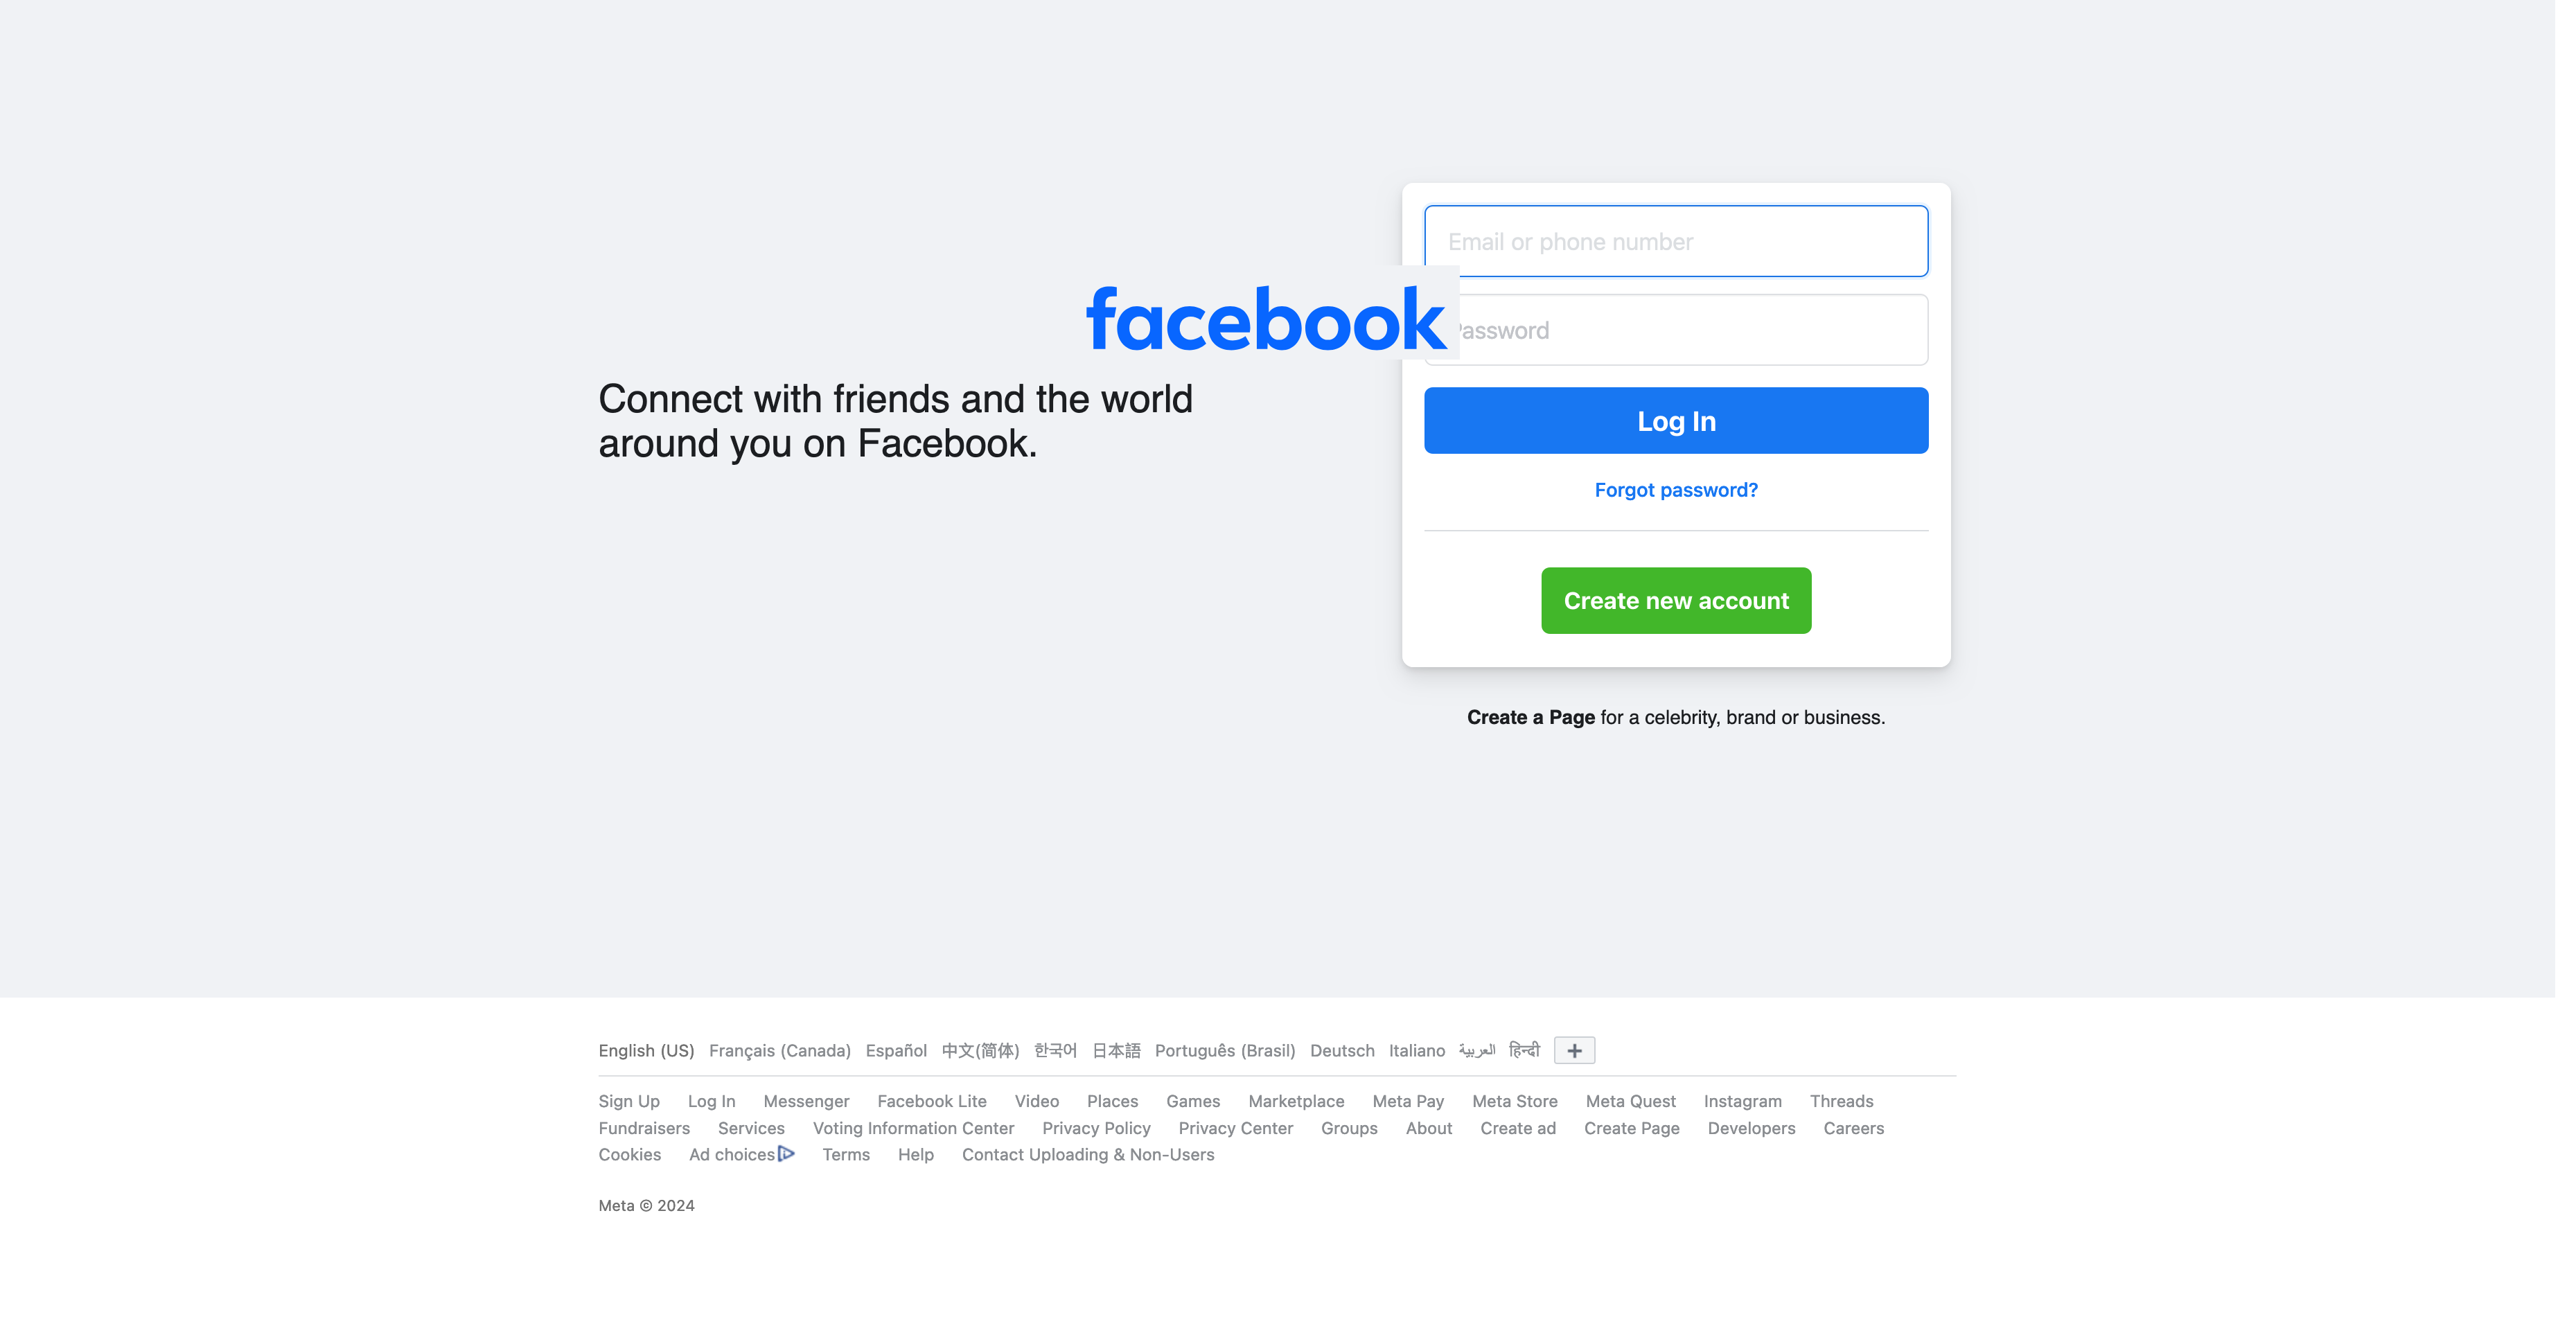 facebook
Connect with friends and the world
around you on Facebook.
Email or phone number
Password
Log In
Forgot password?
Create new account
Create a Page for a celebrity, brand or business.
English (US) Français (Canada) Español 中文(简体) 한국어 日本語 Português (Brasil) Deutsch Italiano العربية हिन्दी +
Sign Up Log In Messenger Facebook Lite Video Places Games Marketplace Meta Pay Meta Store Meta Quest Instagram Threads
Fundraisers Services Voting Information Center Privacy Policy Privacy Center Groups About Create ad Create Page Developers Careers
Cookies Ad choices Terms Help Contact Uploading & Non-Users
Meta © 2024